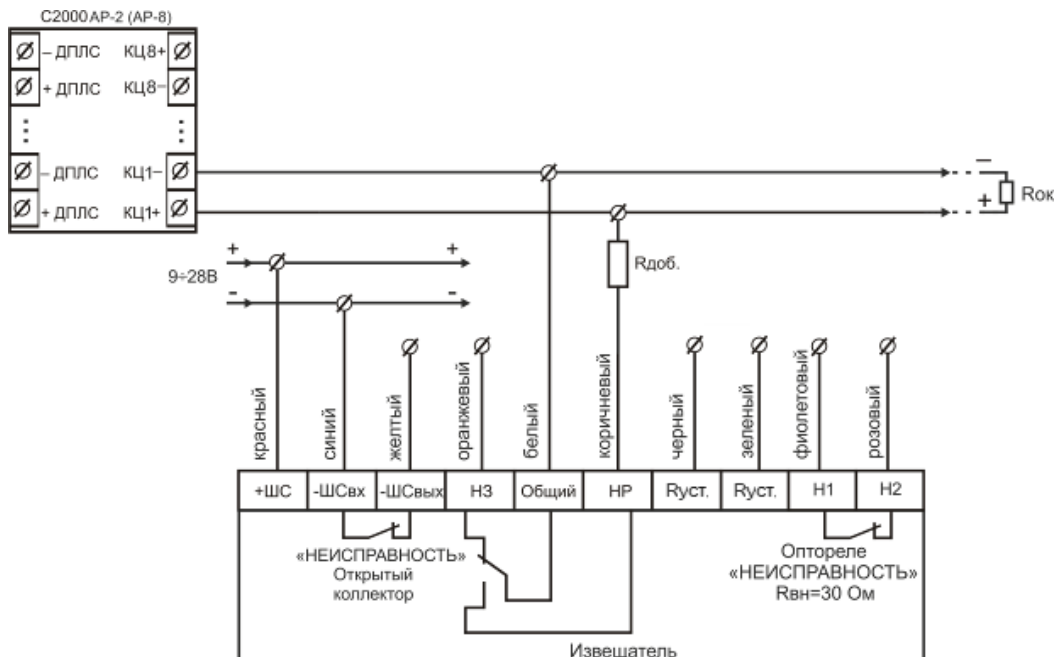 С2000 АР-2 (АР-8)
– ДПЛС КЦ8+
+ ДПЛС КЦ8–
– ДПЛС КЦ1–
+ ДПЛС КЦ1+
–
+
Rок
+ +
9÷28В
- -
Rдоб.
красный
синий
желтый
оранжевый
белый
коричневый
черный
зеленый
фиолетовый
розовый
+ШС -ШСвх -ШСвых НЗ Общий НР Rуст. Rуст. Н1 Н2
«НЕИСПРАВНОСТЬ»
Открытый
коллектор
Оптореле
«НЕИСПРАВНОСТЬ»
Rвн=30 Ом
Извещатель